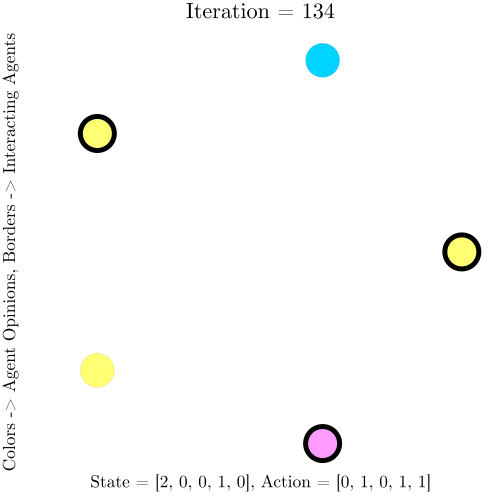 Iteration = 134
Colors -> Agent Opinions, Borders -> Interacting Agents
State = [2, 0, 0, 1, 0], Action = [0, 1, 0, 1, 1]